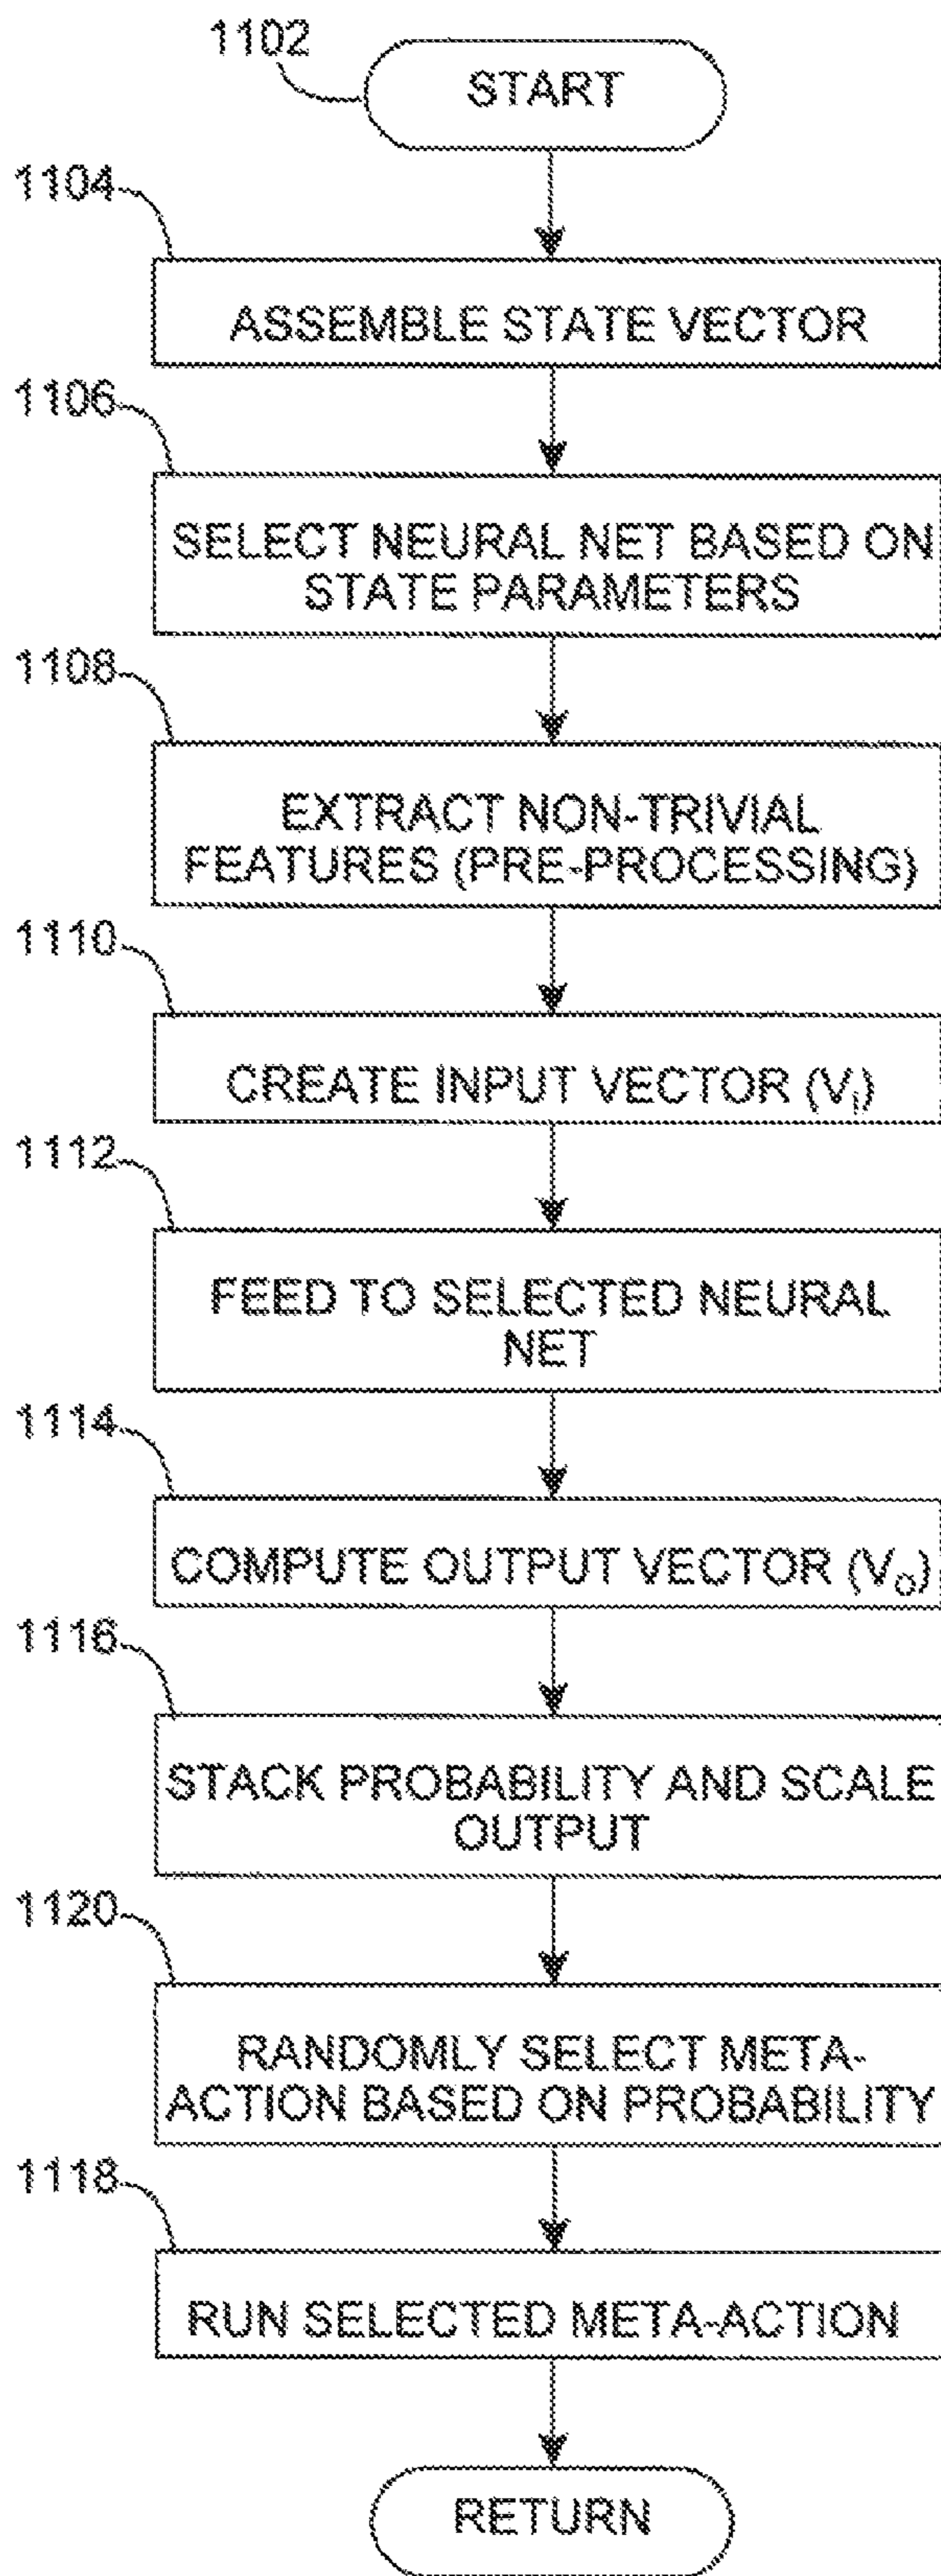 1102
START
1104
ASSEMBLE STATE VECTOR
1106
SELECT NEURAL NET BASED ON
STATE PARAMETERS
1108
EXTRACT NON-TRIVIAL
FEATURES (PRE-PROCESSING)
1110
CREATE INPUT VECTOR (VI)
1112
FEED TO SELECTED NEURAL
NET
1114
COMPUTE OUTPUT VECTOR (VO)
1116
STACK PROBABILITY AND SCALE
OUTPUT
1120
RANDOMLY SELECT META-
ACTION BASED ON PROBABILITY
1118
RUN SELECTED META-ACTION
RETURN